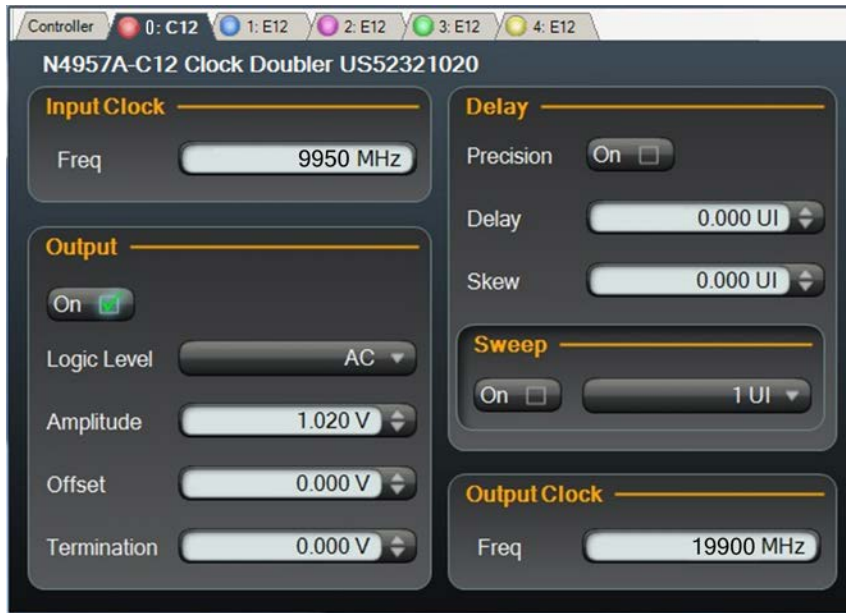 Controller 0: C12 1: E12 2: E12 3: E12 4: E12
N4957A-C12 Clock Doubler US52321020
Input Clock
Freq 9950 MHz
Output
On
Logic Level AC
Amplitude 1.020 V
Offset 0.000 V
Termination 0.000 V
Delay
Precision On
Delay 0.000 UI
Skew 0.000 UI
Sweep
On 1 UI
Output Clock
Freq 19900 MHz